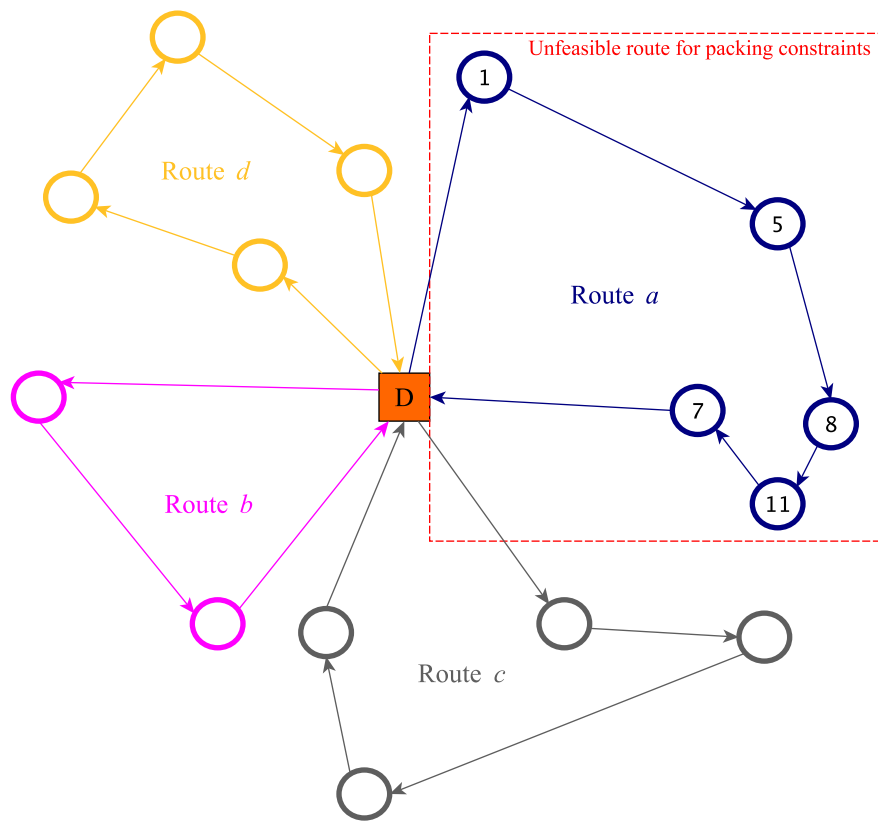 Unfeasible route for packing constraints
1
Route d
5
Route a
D
7
8
11
Route b
Route c